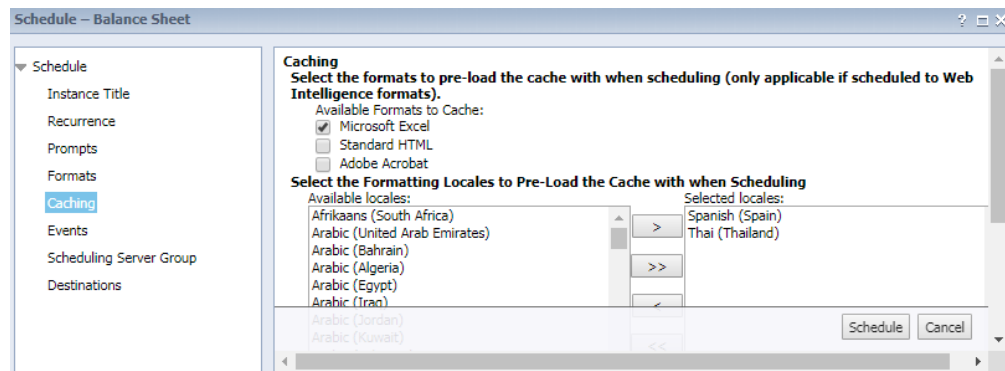 Schedule – Balance Sheet
?
Schedule
Instance Title
Recurrence
Prompts
Formats
Caching
Events
Scheduling Server Group
Destinations
Caching
Select the formats to pre-load the cache with when scheduling (only applicable if scheduled to Web
Intelligence formats).
Available Formats to Cache:
Microsoft Excel
Standard HTML
Adobe Acrobat
Select the Formatting Locales to Pre-Load the Cache with when Scheduling
Available locales:
Afrikaans (South Africa)
Arabic (United Arab Emirates)
Arabic (Bahrain)
Arabic (Algeria)
Arabic (Egypt)
Arabic (Iraq)
Arabic (Jordan)
Arabic (Kuwait)
>
>>
<
<<
Selected locales:
Spanish (Spain)
Thai (Thailand)
Schedule
Cancel